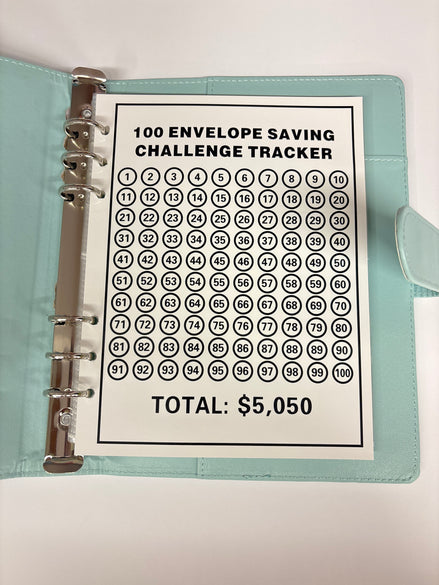 100 ENVELOPE SAVING
CHALLENGE TRACKER
1 2 3 4 5 6 7 8 9 10
11 12 13 14 15 16 17 18 19 20
21 22 23 24 25 26 27 28 29 30
31 32 33 34 35 36 37 38 39 40
41 42 43 44 45 46 47 48 49 50
51 52 53 54 55 56 57 58 59 60
61 62 63 64 65 66 67 68 69 70
71 72 73 74 75 76 77 78 79 80
81 82 83 84 85 86 87 88 89 90
91 92 93 94 95 96 97 98 99 100
TOTAL: $5,050